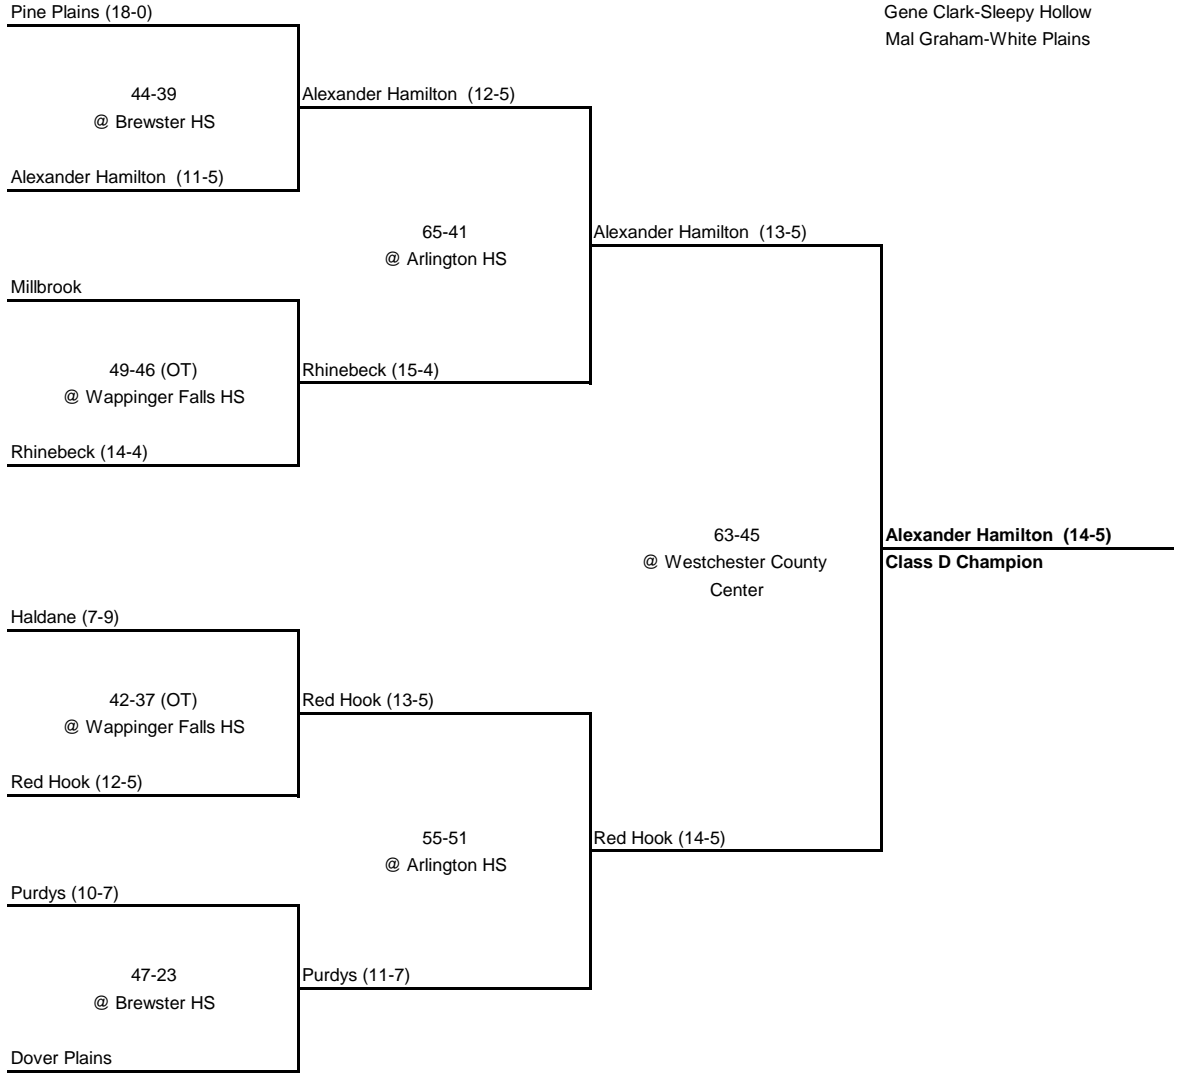 Pine Plains (18-0)
Gene Clark-Sleepy Hollow
Mal Graham-White Plains
44-39
@ Brewster HS
Alexander Hamilton (12-5)
Alexander Hamilton (11-5)
65-41
@ Arlington HS
Alexander Hamilton (13-5)
Millbrook
49-46 (OT)
@ Wappinger Falls HS
Rhinebeck (15-4)
Rhinebeck (14-4)
63-45
@ Westchester County
Center
Alexander Hamilton (14-5)
Class D Champion
Haldane (7-9)
42-37 (OT)
@ Wappinger Falls HS
Red Hook (13-5)
Red Hook (12-5)
55-51
@ Arlington HS
Red Hook (14-5)
Purdys (10-7)
47-23
@ Brewster HS
Purdys (11-7)
Dover Plains